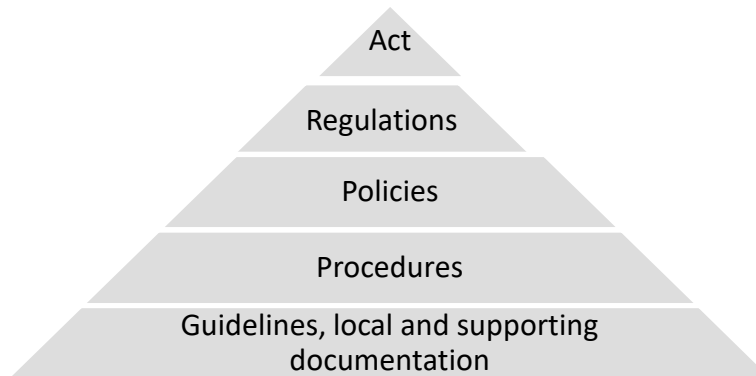 Act
Regulations
Policies
Procedures
Guidelines, local and supporting
documentation